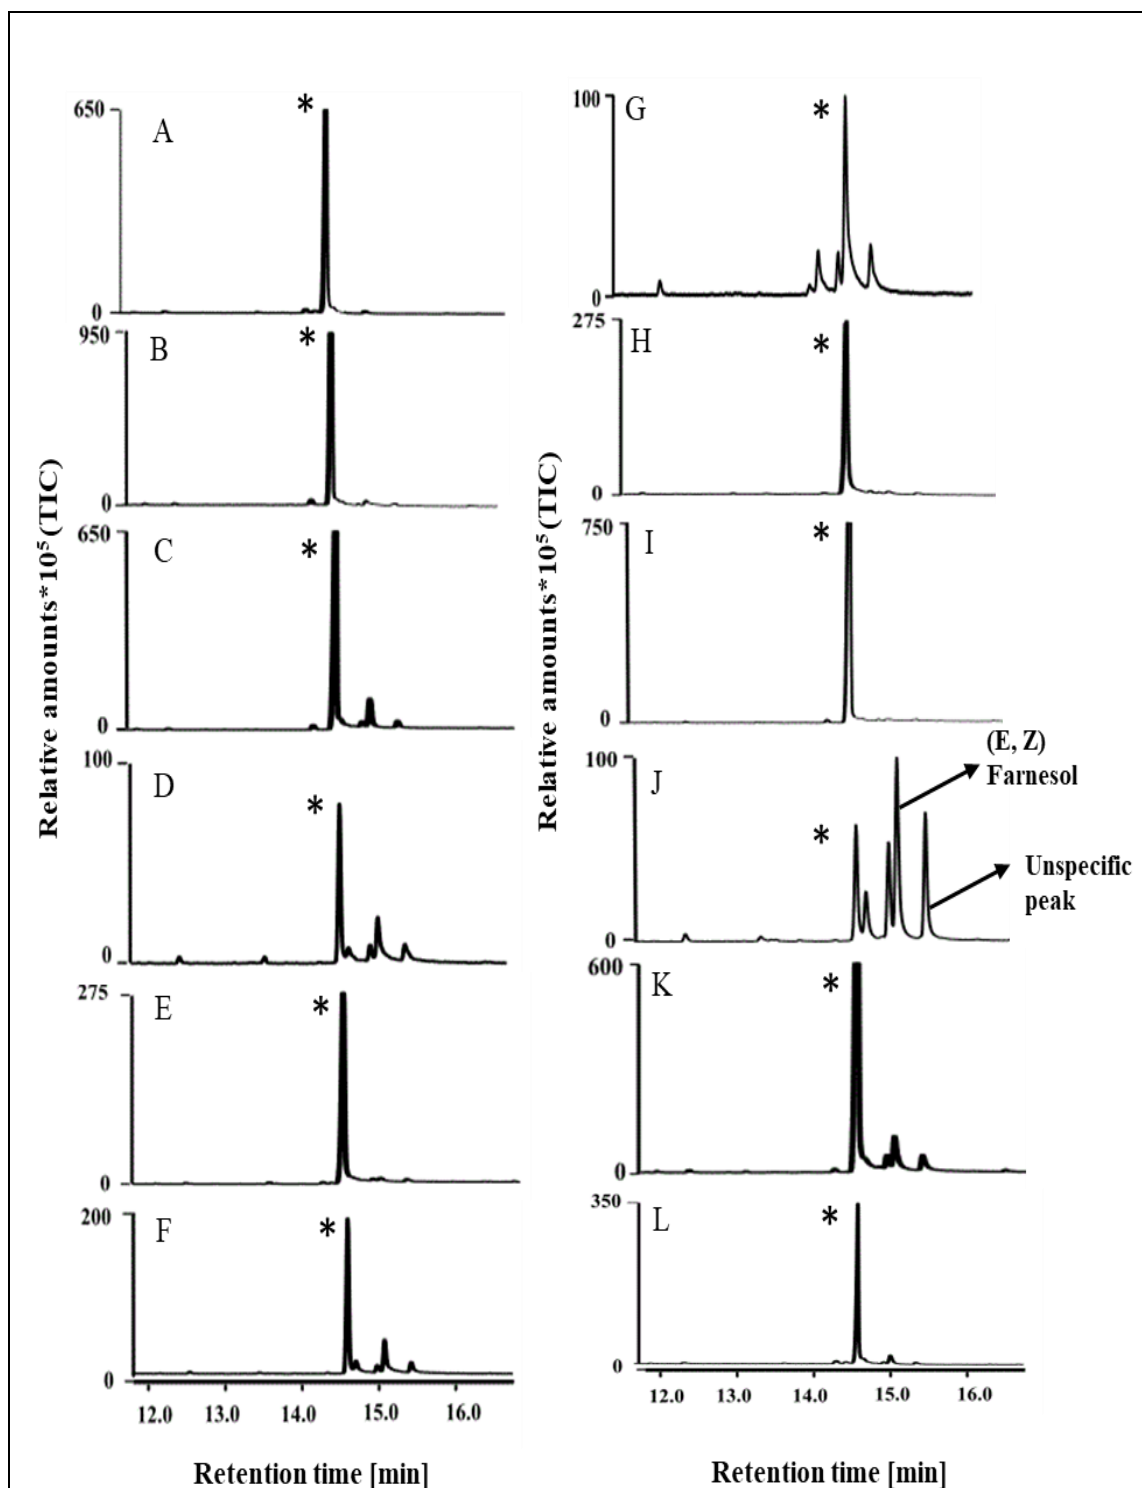 650
A
*
0
950
B
*
0
650
C
*
0
100
D
*
0
275
E
*
0
200
F
*
0
12.0 13.0 14.0 15.0 16.0
Relative amounts*10⁵ (TIC)
Retention time [min]
100
G
*
0
275
H
*
0
750
I
*
0
100
J
*
(E, Z)
Farnesol
Unspecific
peak
0
600
K
*
0
350
L
*
0
12.0 13.0 14.0 15.0 16.0
Relative amounts*10⁵ (TIC)
Retention time [min]